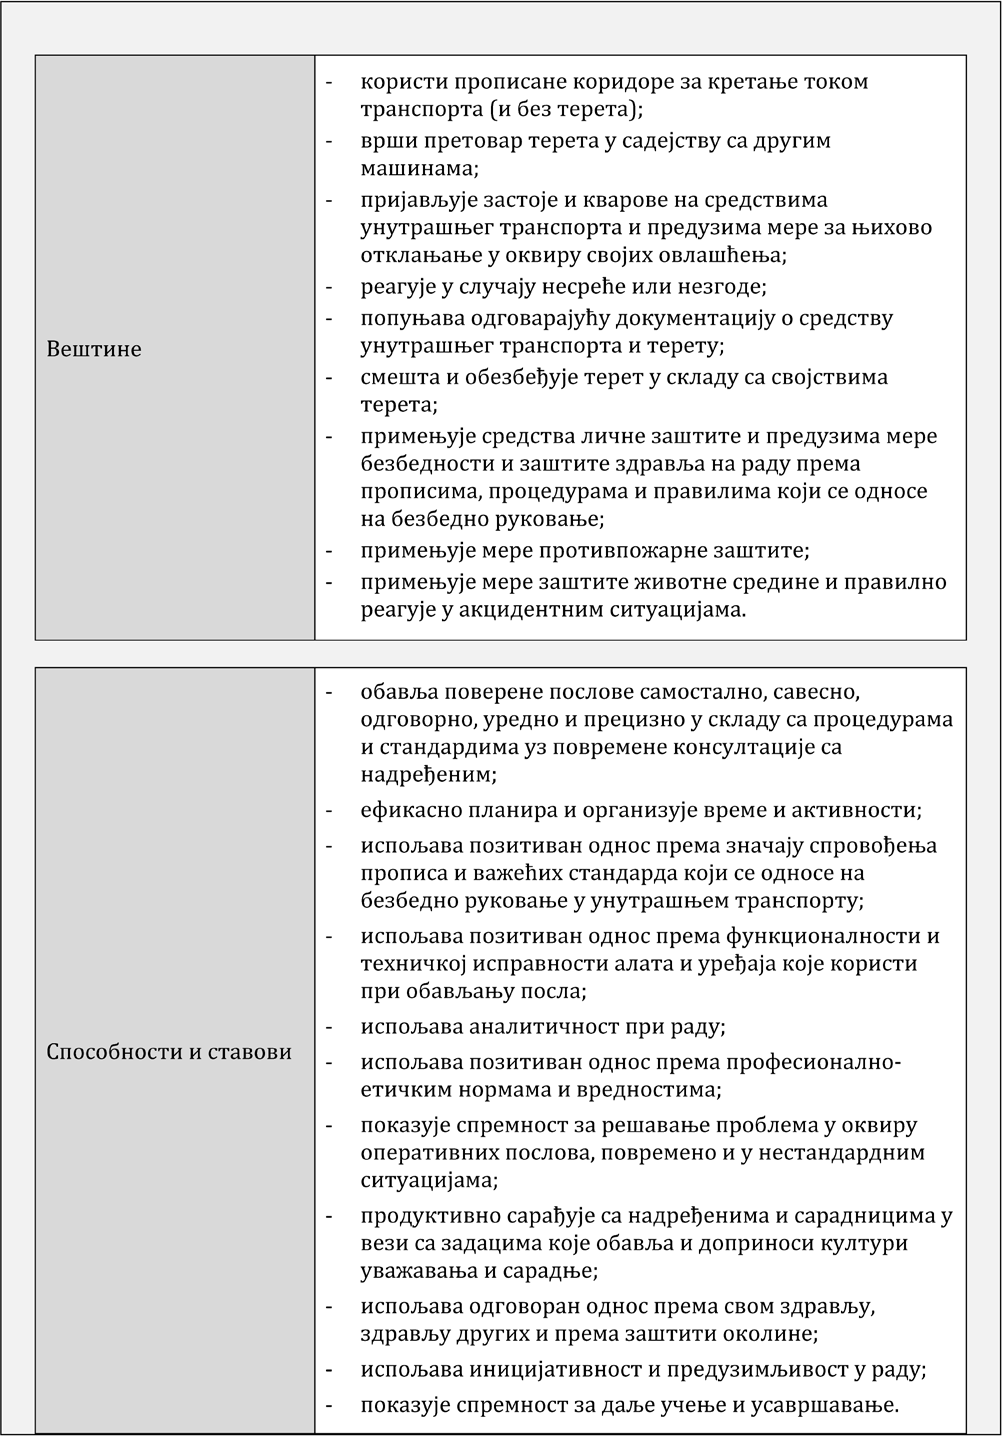 Вештине
- користи прописане коридоре за кретање током
транспорта (и без терета);
- врши претовар терета у садејству са другим
машинама;
- пријављује застоје и кварове на средствима
унутрашњег транспорта и предузима мере за њихово
отклањање у оквиру својих овлашћења;
- реагује у случају несреће или незгоде;
- попуњава одговарајућу документацију о средству
унутрашњег транспорта и терету;
- смешта и обезбеђује терет у складу са својствима
терета;
- примењује средства личне заштите и предузима мере
безбедности и заштите здравља на раду према
прописима, процедурама и правилима који се односе
на безбедно руковање;
- примењује мере противпожарне заштите;
- примењује мере заштите животне средине и правилно
реагује у акцидентним ситуацијама.
Способности и ставови
- обавља поверене послове самостално, савесно,
одговорно, уредно и прецизно у складу са процедурама
и стандардима уз повремене консултације са
надређеним;
- ефикасно планира и организује време и активности;
- испољава позитиван однос према значају спровођења
прописа и важећих стандарда који се односе на
безбедно руковање у унутрашњем транспорту;
- испољава позитиван однос према функционалности и
техничкој исправности алата и уређаја које користи
при обављању посла;
- испољава аналитичност при раду;
- испољава позитиван однос према професионално-
етичким нормама и вредностима;
- показује спремност за решавање проблема у оквиру
оперативних послова, повремено и у нестандардним
ситуацијама;
- продуктивно сарађује са надређенима и сарадницима у
вези са задацима које обавља и доприноси култури
уважавања и сарадње;
- испољава одговоран однос према свом здрављу,
здрављу других и према заштити околине;
- испољава иницијативност и предузимљивост у раду;
- показује спремност за даље учење и усавршавање.